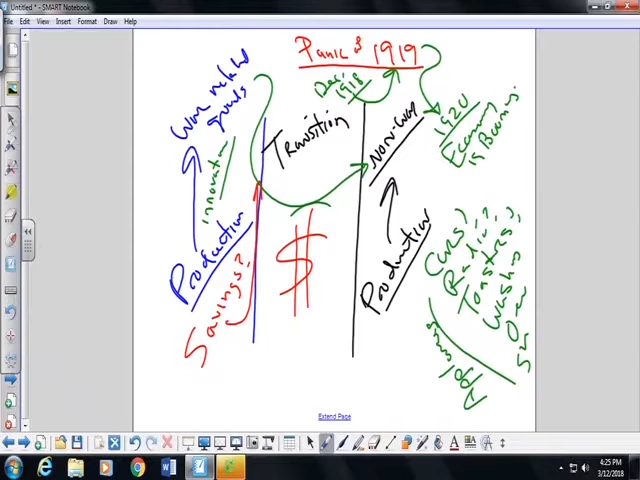 Untitled * - SMART Notebook
File Edit View Insert Format Draw Help
Panic of 1919
Dec. 1918
War related
goods
innovation
Production
Savings?
Transition
$
Non-War
Production
1920
Economy
is Booming.
Cars,
Radios,
Toasters,
Washers
Extend Page
4:25 PM
3/12/2018